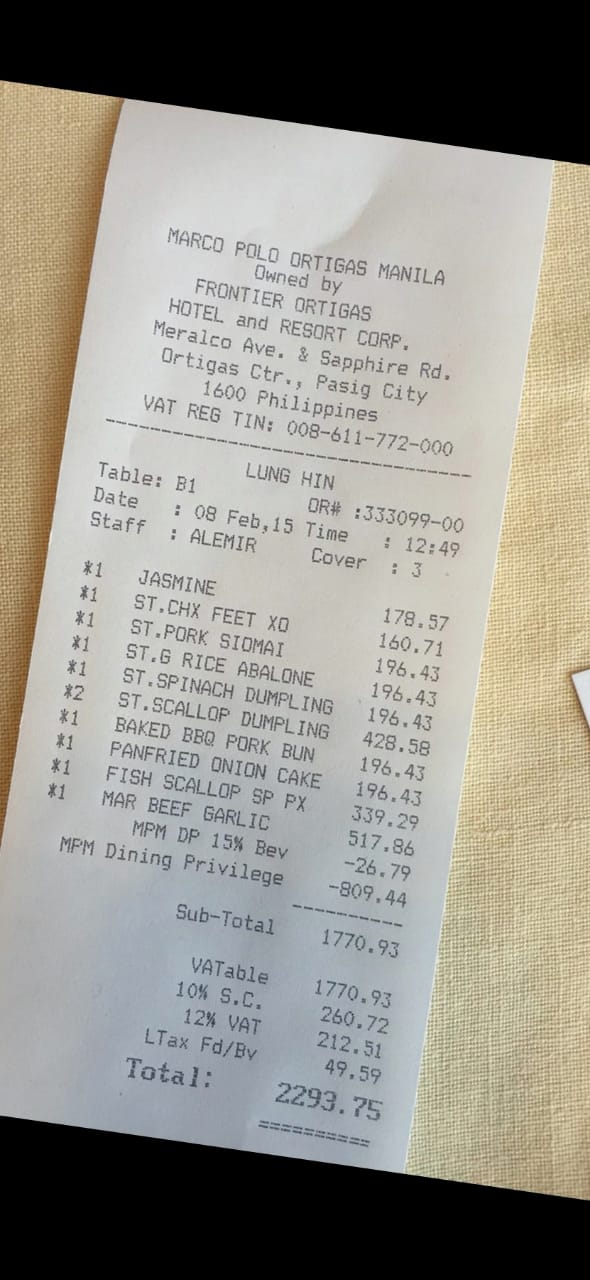 MARCO POLO ORTIGAS MANILA
Owned by
FRONTIER ORTIGAS
HOTEL and RESORT CORP.
Meralco Ave. & Sapphire Rd.
Ortigas Ctr., Pasig City
1600 Philippines
VAT REG TIN: 008-611-772-000
LUNG HIN
Table: B1 OR# :333099-00
Date : 08 Feb,15 Time : 12:49
Staff : ALEMIR Cover : 3
*1 JASMINE 178.57
*1 ST.CHX FEET XO 160.71
*1 ST.PORK SIOMAI 196.43
*1 ST.G RICE ABALONE 196.43
*1 ST.SPINACH DUMPLING 196.43
*2 ST.SCALLOP DUMPLING 428.58
*1 BAKED BBQ PORK BUN 196.43
*1 PANFRIED ONION CAKE 196.43
*1 FISH SCALLOP SP PX 339.29
*1 MAR BEEF GARLIC 517.86
MPM DP 15% Bev -26.79
MPM Dining Privilege -809.44
Sub-Total 1770.93
VATable 1770.93
10% S.C. 260.72
12% VAT 212.51
LTax Fd/Bv 49.59
Total: 2293.75